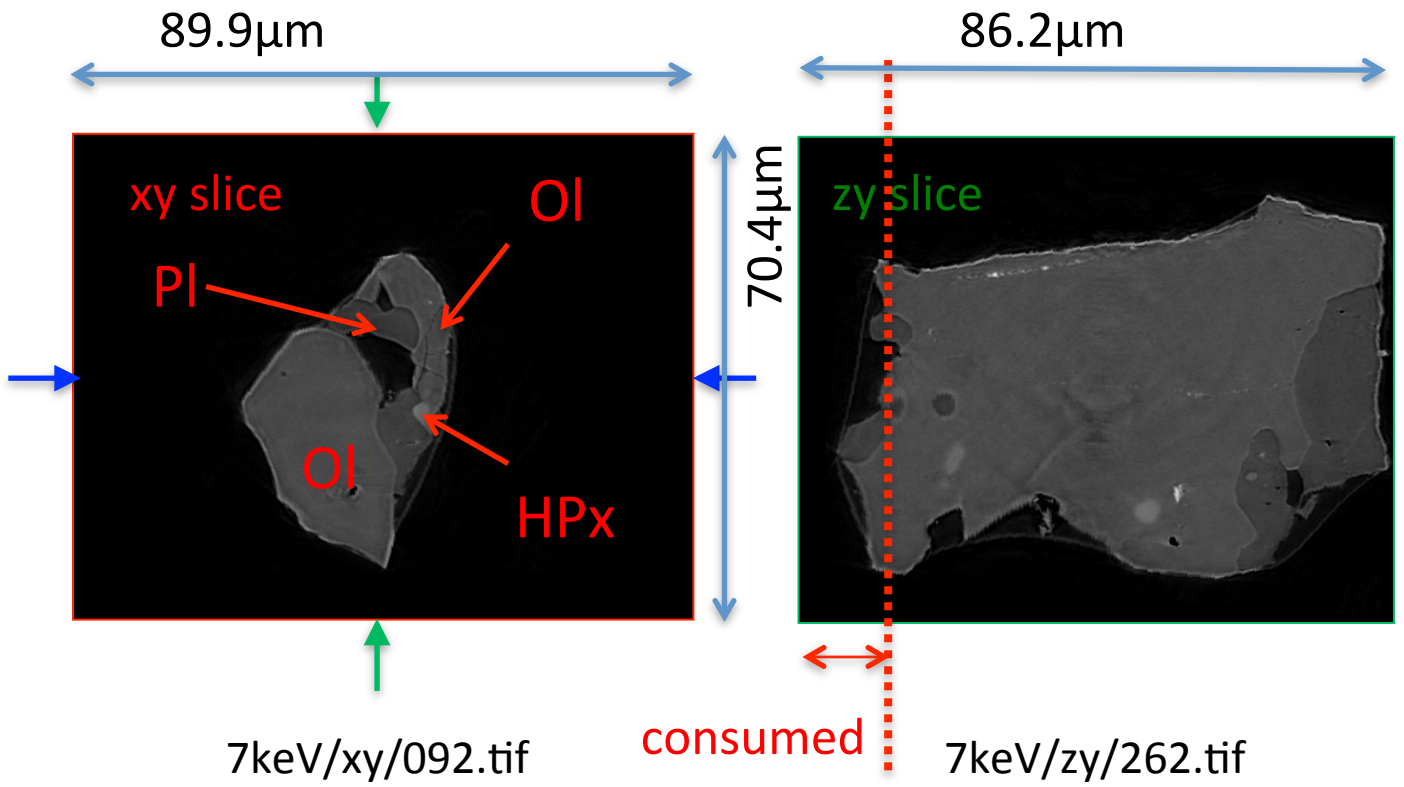 89.9μm
86.2μm
70.4μm
xy slice
Ol
Pl
Ol
HPx
zy slice
consumed
7keV/xy/092.tif
7keV/zy/262.tif